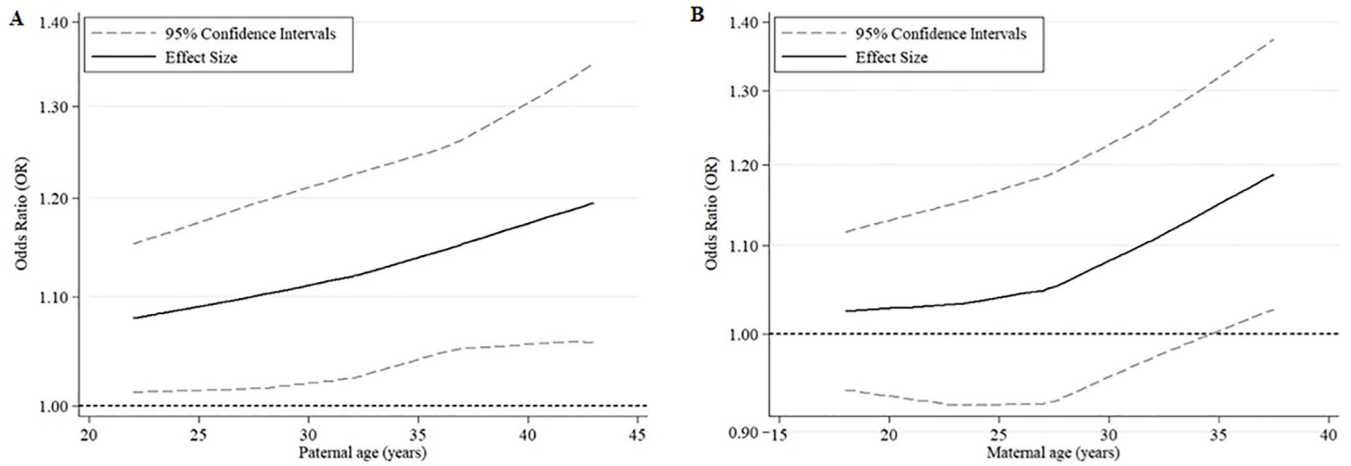 A
95% Confidence Intervals
Effect Size
1.40
1.30
1.20
1.10
1.00
Odds Ratio (OR)
20 25 30 35 40 45
Paternal age (years)
B
95% Confidence Intervals
Effect Size
1.40
1.30
1.20
1.10
1.00
0.90
Odds Ratio (OR)
15 20 25 30 35 40
Maternal age (years)